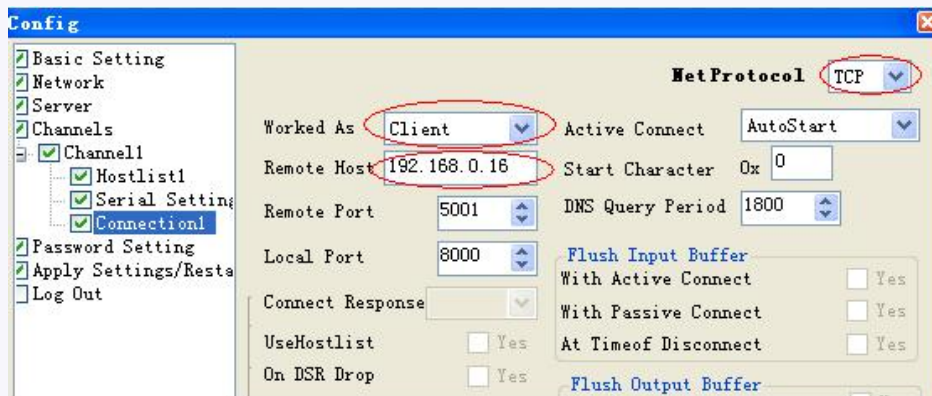 Config
Basic Setting
Network
Server
Channels
Channel1
Hostlist1
Serial Setting
Connection1
Password Setting
Apply Settings/Resta
Log Out
NetProtocol TCP
Worked As Client
Active Connect AutoStart
Remote Host 192.168.0.16
Start Character 0x 0
Remote Port 5001
DNS Query Period 1800
Local Port 8000
Flush Input Buffer
With Active Connect Yes
Connect Response
With Passive Connect Yes
UseHostlist Yes
At Timeof Disconnect Yes
On DSR Drop Yes
Flush Output Buffer